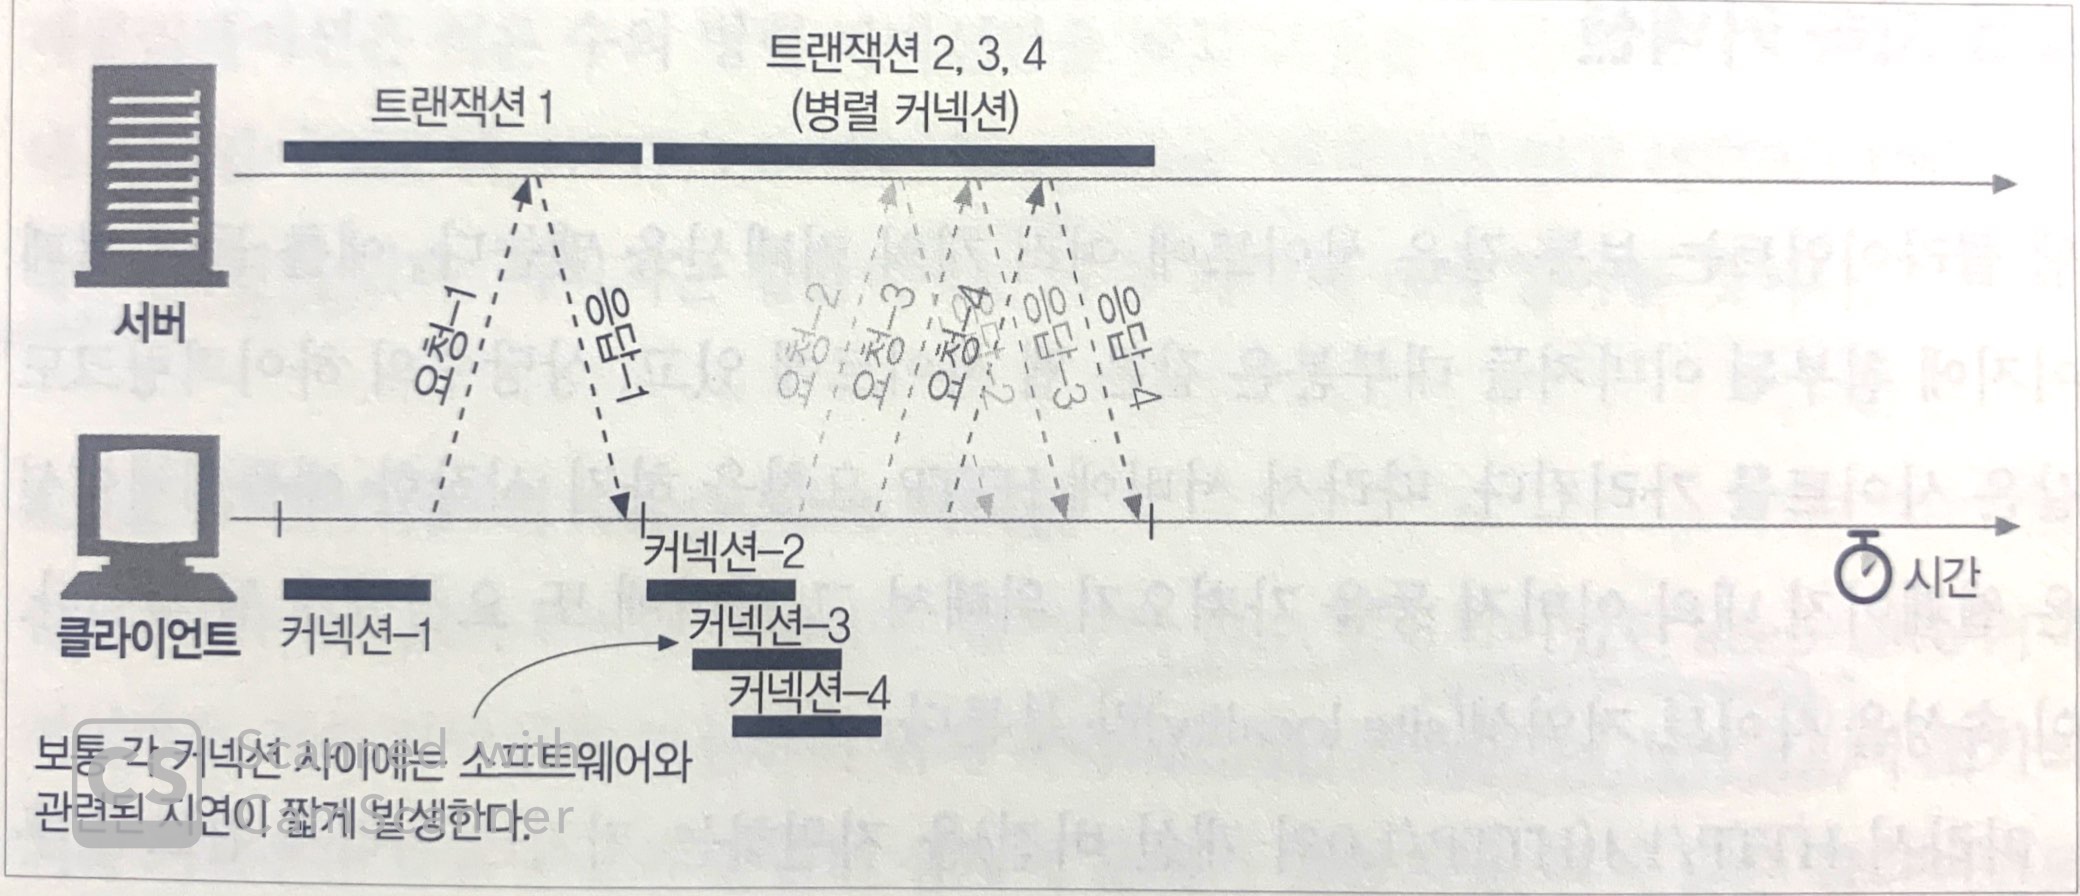 트랜잭션 1
트랜잭션 2, 3, 4
(병렬 커넥션)
서버
요청–1
응답–1
요청–2
요청–3
요청–4
응답–2
응답–3
응답–4
클라이언트
커넥션–1
커넥션–2
커넥션–3
커넥션–4
시간
보통 각 커넥션 사이에는 소프트웨어와
관련된 지연이 짧게 발생한다.
CS
Scanned with
CamScanner